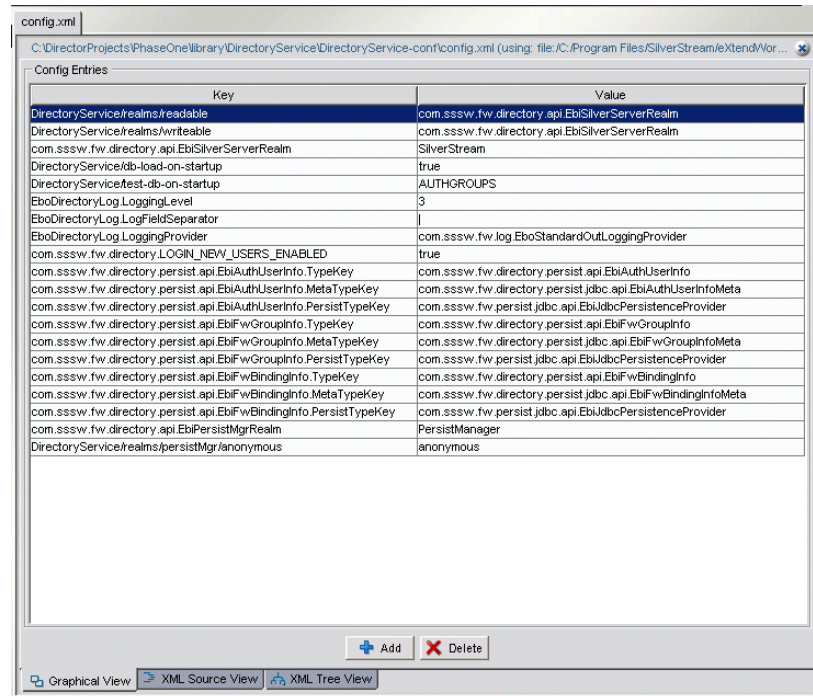 config.xml
C:\DirectorProjects\PhaseOne\library\DirectoryService\DirectoryService-conf\config.xml (using: file:/C:/Program Files/SilverStream/eXtendWor...
Config Entries
Key Value
DirectoryService/realms/readable com.sssw.fw.directory.api.EbiSilverServerRealm
DirectoryService/realms/writeable com.sssw.fw.directory.api.EbiSilverServerRealm
com.sssw.fw.directory.api.EbiSilverServerRealm SilverStream
DirectoryService/db-load-on-startup true
DirectoryService/test-db-on-startup AUTHGROUPS
EboDirectoryLog.LoggingLevel 3
EboDirectoryLog.LogFieldSeparator |
EboDirectoryLog.LoggingProvider com.sssw.fw.log.EboStandardOutLoggingProvider
com.sssw.fw.directory.LOGIN_NEW_USERS_ENABLED true
com.sssw.fw.directory.persist.api.EbiAuthUserInfo.TypeKey com.sssw.fw.directory.persist.api.EbiAuthUserInfo
com.sssw.fw.directory.persist.api.EbiAuthUserInfo.MetaTypeKey com.sssw.fw.directory.persist.jdbc.api.EbiAuthUserInfoMeta
com.sssw.fw.directory.persist.api.EbiAuthUserInfo.PersistTypeKey com.sssw.fw.persist.jdbc.api.EbiJdbcPersistenceProvider
com.sssw.fw.directory.persist.api.EbiFwGroupInfo.TypeKey com.sssw.fw.directory.persist.api.EbiFwGroupInfo
com.sssw.fw.directory.persist.api.EbiFwGroupInfo.MetaTypeKey com.sssw.fw.directory.persist.jdbc.api.EbiFwGroupInfoMeta
com.sssw.fw.directory.persist.api.EbiFwGroupInfo.PersistTypeKey com.sssw.fw.persist.jdbc.api.EbiJdbcPersistenceProvider
com.sssw.fw.directory.persist.api.EbiFwBindingInfo.TypeKey com.sssw.fw.directory.persist.api.EbiFwBindingInfo
com.sssw.fw.directory.persist.api.EbiFwBindingInfo.MetaTypeKey com.sssw.fw.directory.persist.jdbc.api.EbiFwBindingInfoMeta
com.sssw.fw.directory.persist.api.EbiFwBindingInfo.PersistTypeKey com.sssw.fw.persist.jdbc.api.EbiJdbcPersistenceProvider
com.sssw.fw.directory.api.EbiPersistMgrRealm PersistManager
DirectoryService/realms/persistMgr/anonymous anonymous
Add Delete
Graphical View XML Source View XML Tree View